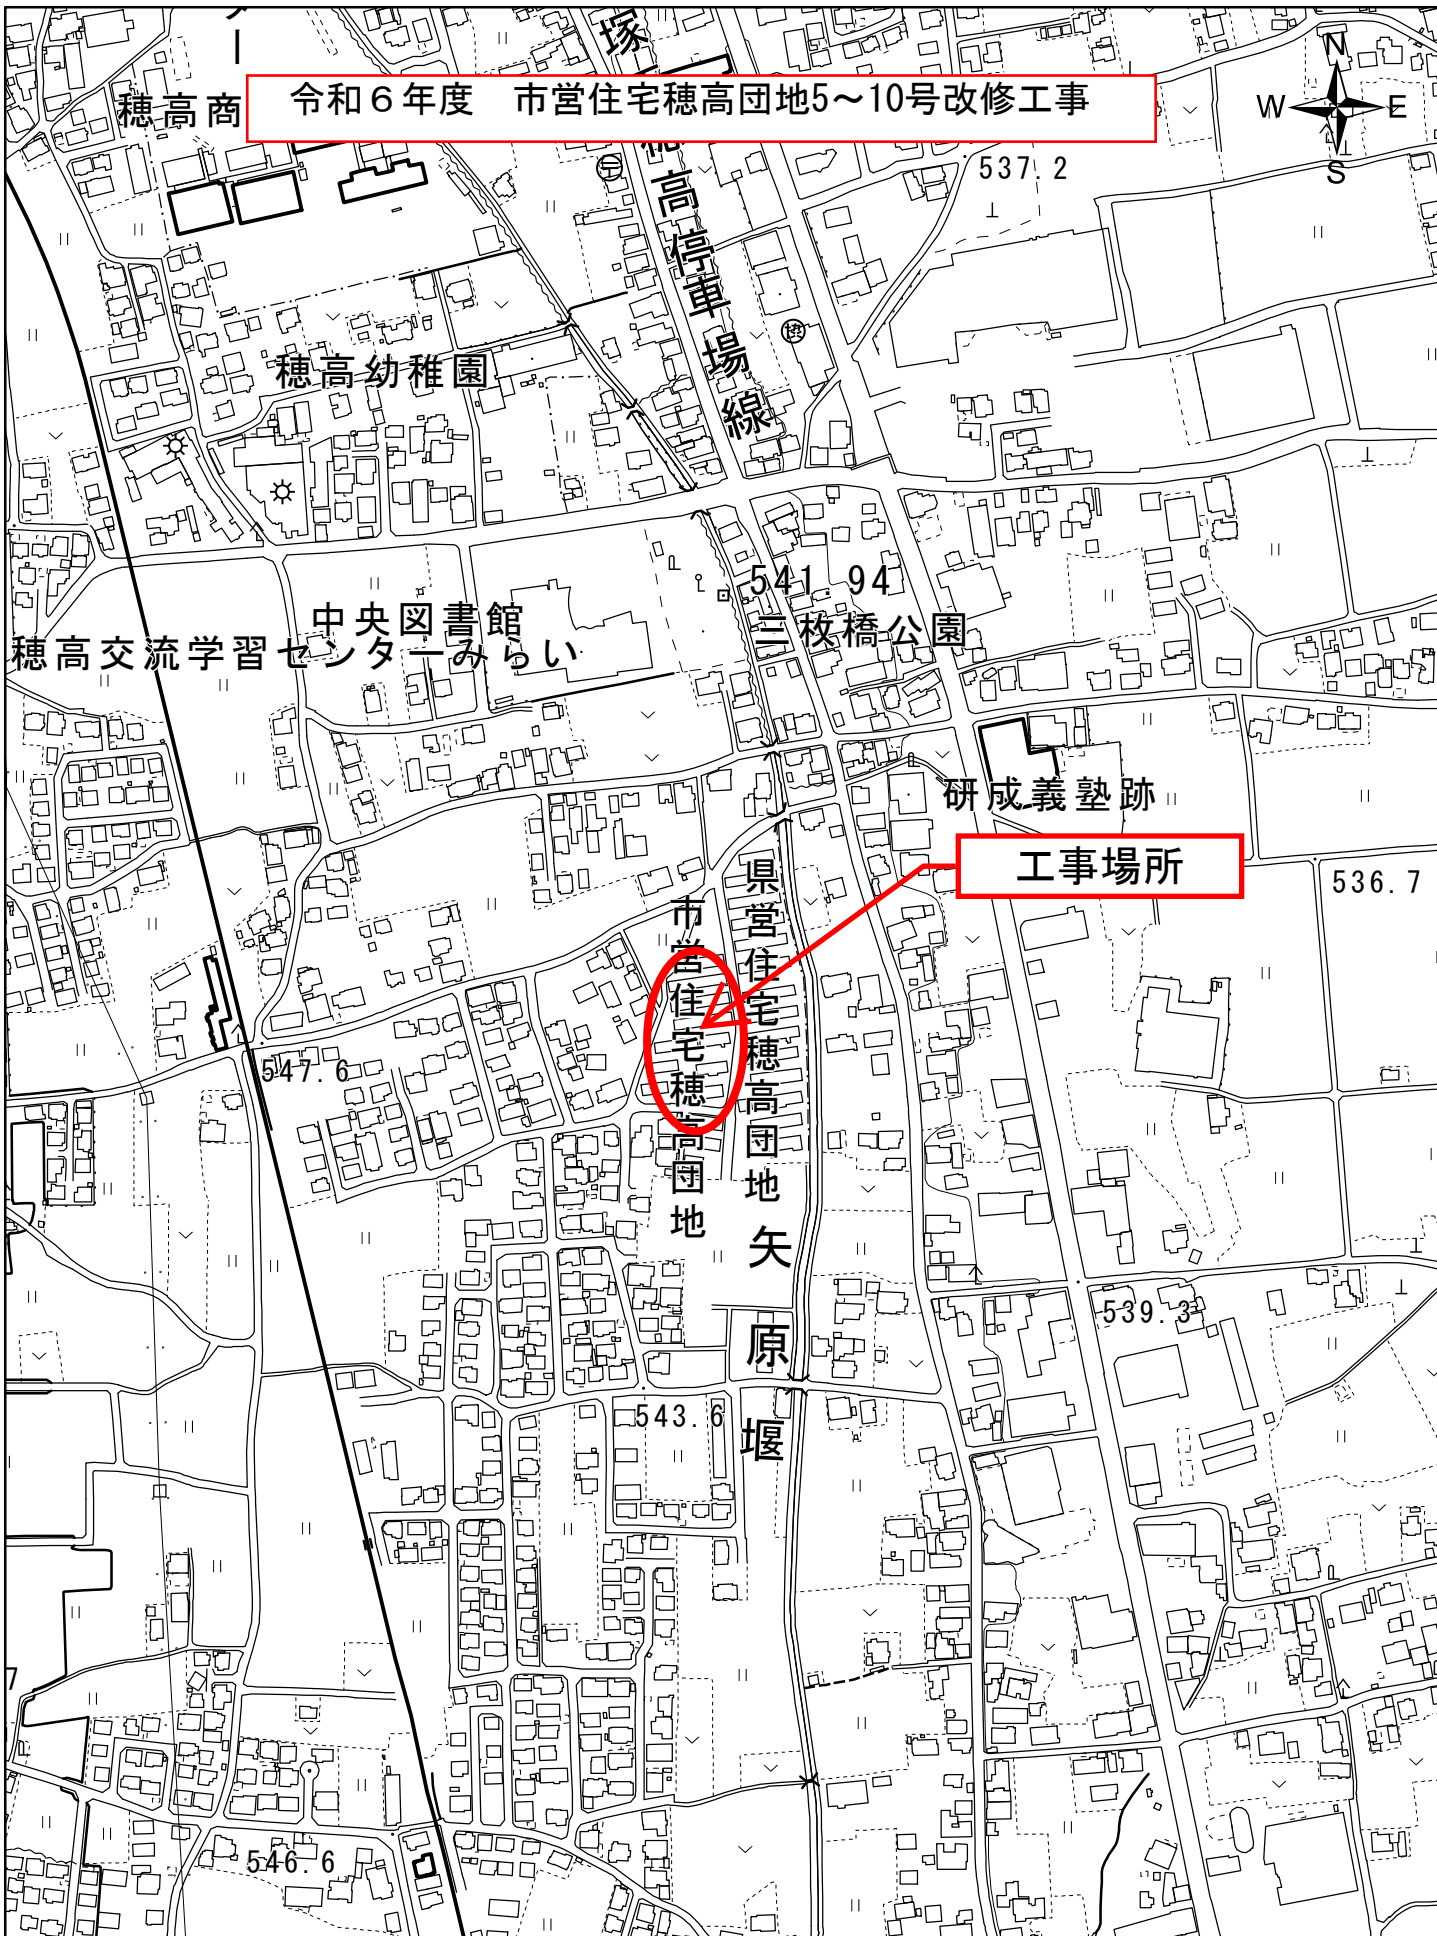 ー
塚
令和６年度　市営住宅穂高団地5～10号改修工事
N
W
E
S
穂高商
穂高停車場線
537.2
協
穂高幼稚園
541.94
三枚橋公園
中央図書館
穂高交流学習センターみらい
研成義塾跡
工事場所
536.7
県営住宅穂高団地
市営住宅穂高団地
547.6
矢原堰
539.3
543.6
7
546.6